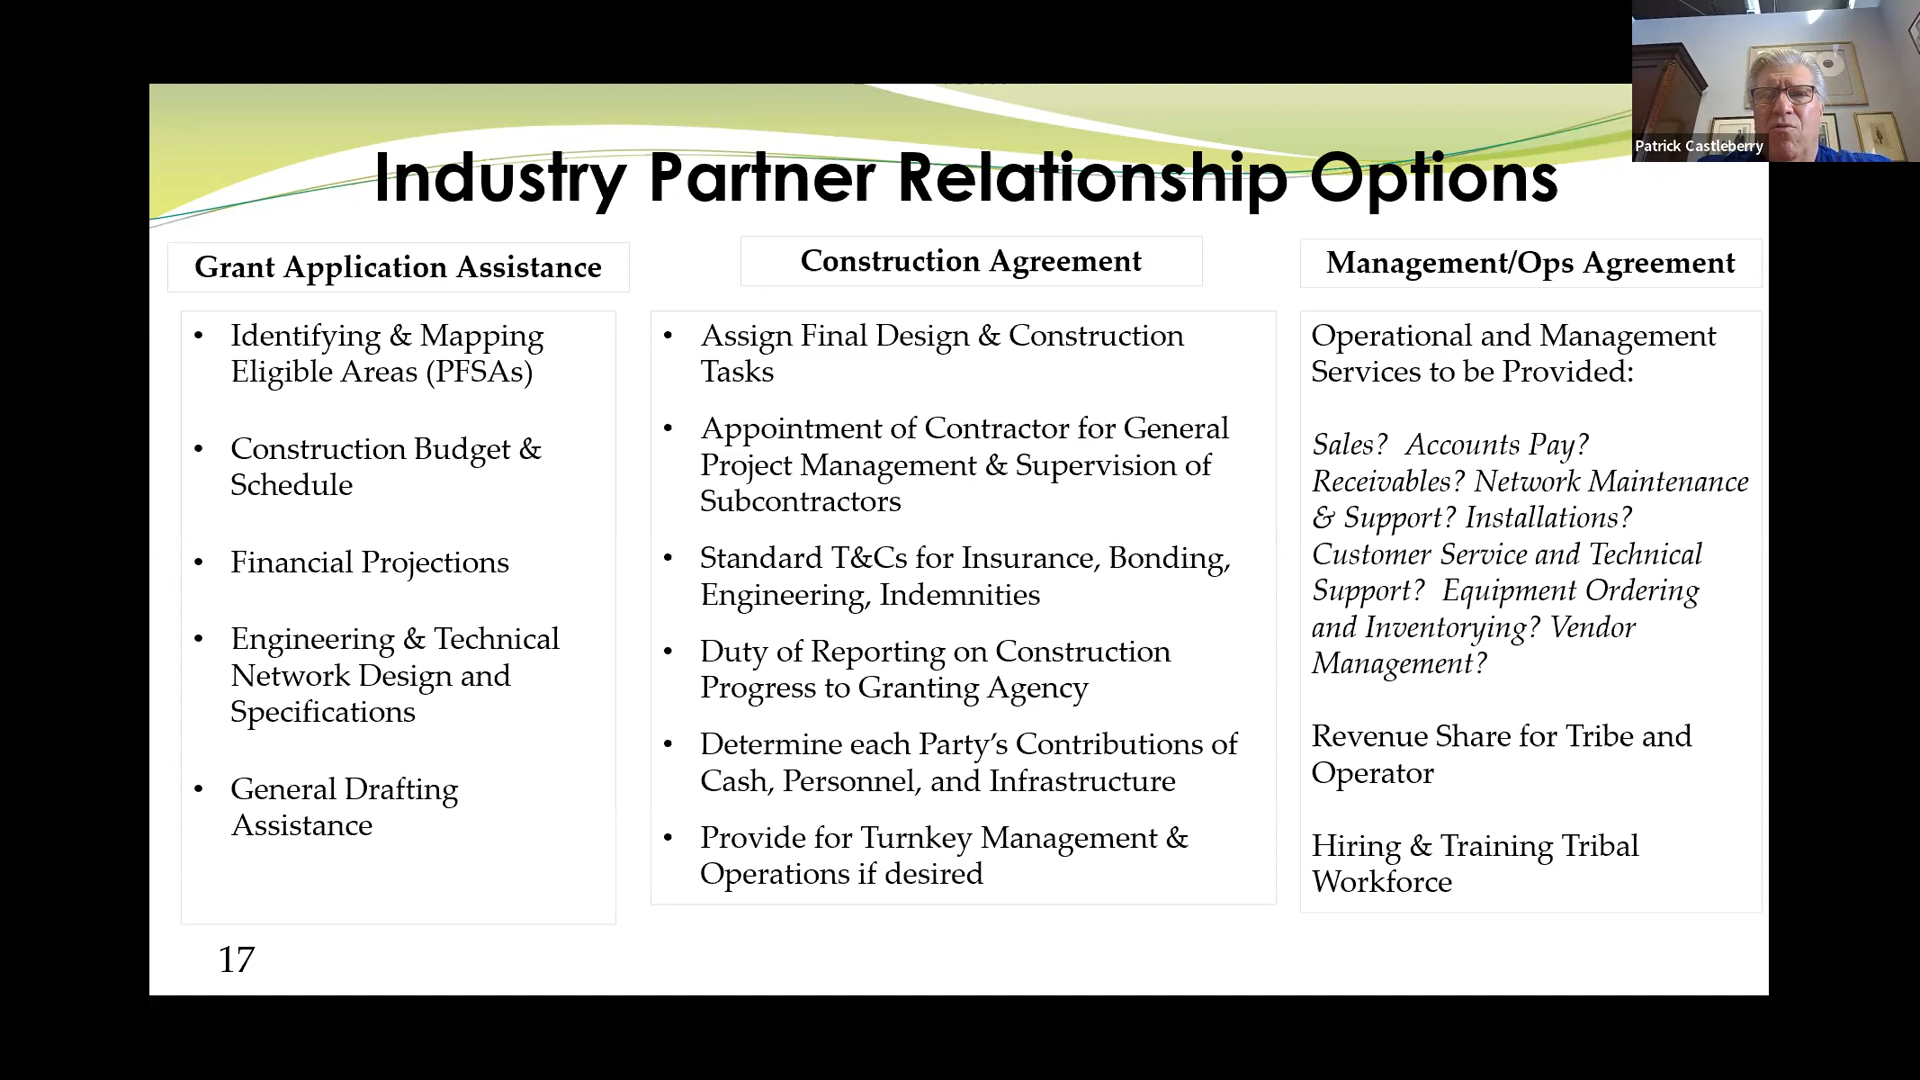 Patrick Castleberry
Industry Partner Relationship Options
Grant Application Assistance
• Identifying & Mapping
Eligible Areas (PFSAs)
• Construction Budget &
Schedule
• Financial Projections
• Engineering & Technical
Network Design and
Specifications
• General Drafting
Assistance
Construction Agreement
• Assign Final Design & Construction
Tasks
• Appointment of Contractor for General
Project Management & Supervision of
Subcontractors
• Standard T&Cs for Insurance, Bonding,
Engineering, Indemnities
• Duty of Reporting on Construction
Progress to Granting Agency
• Determine each Party’s Contributions of
Cash, Personnel, and Infrastructure
• Provide for Turnkey Management &
Operations if desired
Management/Ops Agreement
Operational and Management
Services to be Provided:
Sales? Accounts Pay?
Receivables? Network Maintenance
& Support? Installations?
Customer Service and Technical
Support? Equipment Ordering
and Inventorying? Vendor
Management?
Revenue Share for Tribe and
Operator
Hiring & Training Tribal
Workforce
17